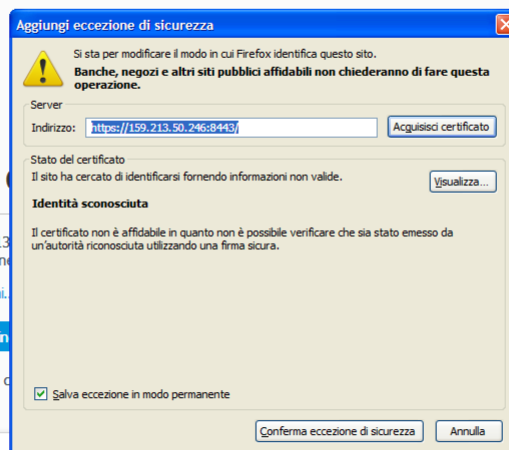 Aggiungi eccezione di sicurezza
Si sta per modificare il modo in cui Firefox identifica questo sito.
Banche, negozi e altri siti pubblici affidabili non chiederanno di fare questa
operazione.
Server
Indirizzo: https://159.213.50.246:8443/ Acquisisci certificato
Stato del certificato
Il sito ha cercato di identificarsi fornendo informazioni non valide. Visualizza...
Identità sconosciuta
Il certificato non è affidabile in quanto non è possibile verificare che sia stato emesso da
un'autorità riconosciuta utilizzando una firma sicura.
Salva eccezione in modo permanente
Conferma eccezione di sicurezza Annulla